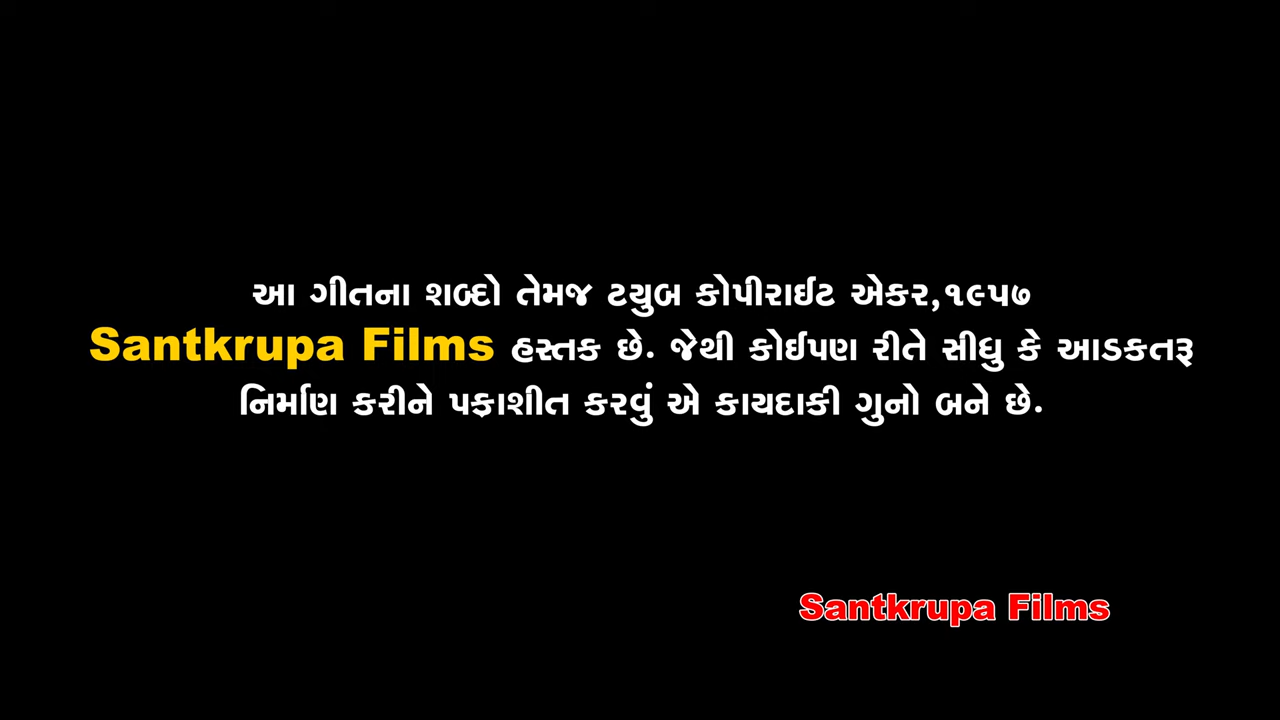 આ ગીતના શબ્દો તેમજ ટયુબ કોપીરાઈટ એકર,૧૯૫૭
Santkrupa Films હસ્તક છે. જેથી કોઈપણ રીતે સીધુ કે આડકતરૂ
નિર્માણ કરીને પફાશીત કરવું એ કાયદાકી ગુનો બને છે.
Santkrupa Films